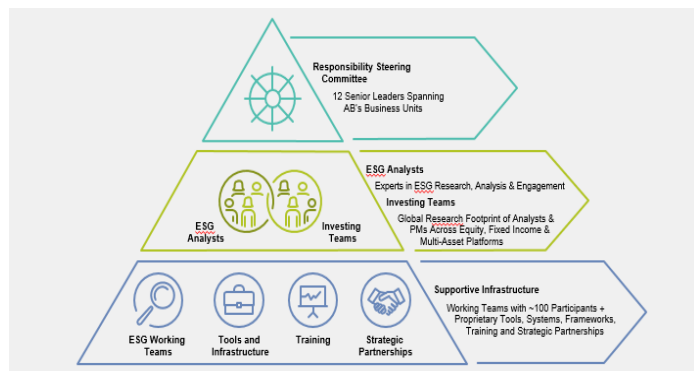 Responsibility Steering
Committee
12 Senior Leaders Spanning
AB's Business Units
ESG
Analysts
Investing
Teams
ESG Analysts
Experts in ESG Research, Analysis & Engagement
Investing Teams
Global Research Footprint of Analysts &
PMs Across Equity, Fixed Income &
Multi-Asset Platforms
ESG Working
Teams
Tools and
Infrastructure
Training
Strategic
Partnerships
Supportive Infrastructure
Working Teams with ~100 Participants +
Proprietary Tools, Systems, Frameworks,
Training and Strategic Partnerships